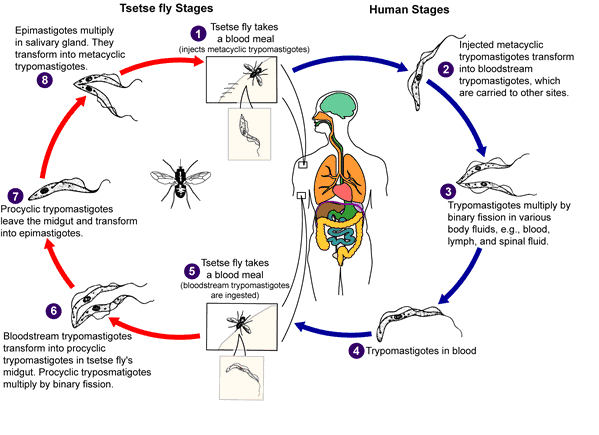 Tsetse fly Stages
Human Stages
1
Tsetse fly takes
a blood meal
(injects metacyclic trypomastigotes)
2
Injected metacyclic
trypomastigotes transform
into bloodstream
trypomastigotes, which
are carried to other sites.
3
Trypomastigotes multiply by
binary fission in various
body fluids, e.g., blood,
lymph, and spinal fluid.
4
Trypomastigotes in blood
5
Tsetse fly takes
a blood meal
(bloodstream trypomastigotes
are ingested)
6
Bloodstream trypomastigotes
transform into procyclic
trypomastigotes in tsetse fly's
midgut. Procyclic tryposmatigotes
multiply by binary fission.
7
Procyclic trypomastigotes
leave the midgut and transform
into epimastigotes.
Epimastigotes multiply
in salivary gland. They
transform into metacyclic
trypomastigotes.
8